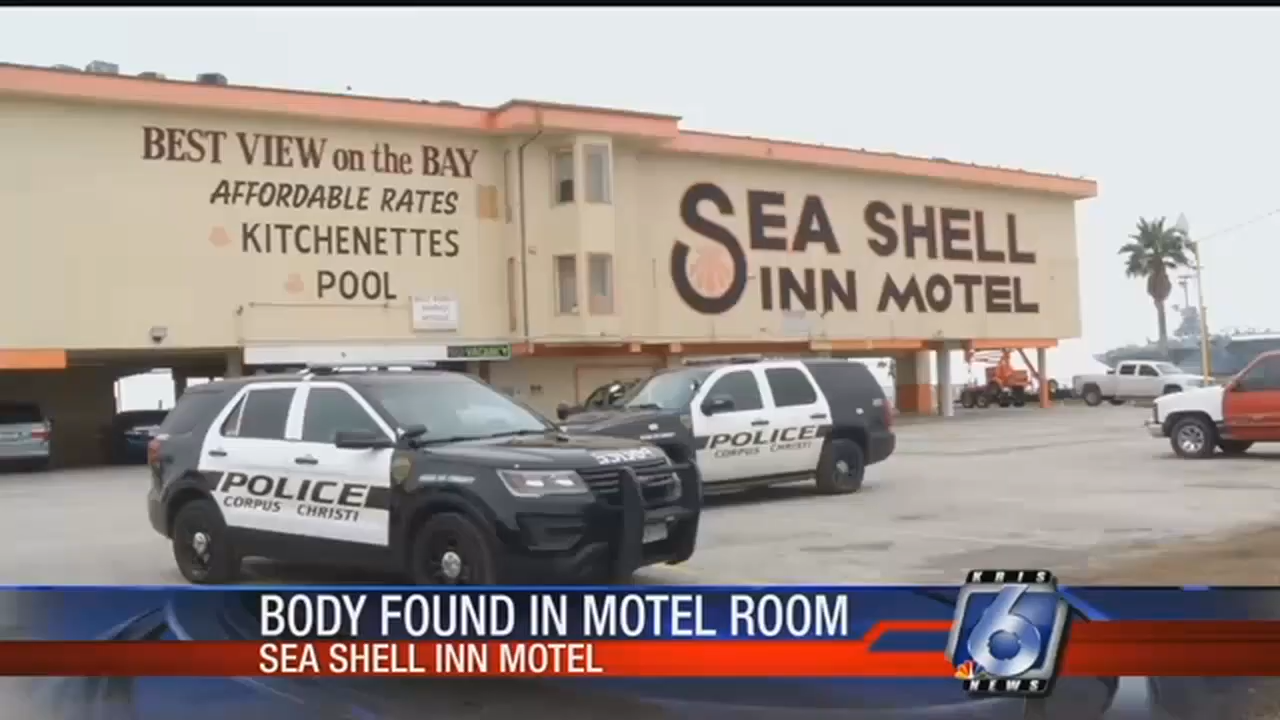 BEST VIEW on the BAY
AFFORDABLE RATES
KITCHENETTES
POOL
SEA SHELL
INN MOTEL
VACANCY
POLICE
CORPUS CHRISTI
POLICE
CORPUS CHRISTI
BODY FOUND IN MOTEL ROOM
SEA SHELL INN MOTEL
KRIS
6
NEWS